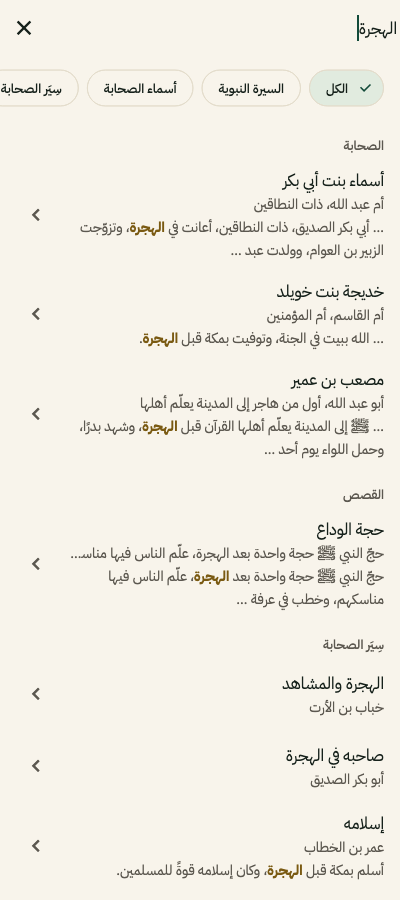 الهجرة
الكل
السيرة النبوية
أسماء الصحابة
سِيَر الصحابة
الصحابة
أسماء بنت أبي بكر
أم عبد الله، ذات النطاقين
... أبي بكر الصديق، ذات النطاقين، أعانت في الهجرة، وتزوّجت
الزبير بن العوام، وولدت عبد ...
خديجة بنت خويلد
أم القاسم، أم المؤمنين
... الله ببيت في الجنة، وتوفيت بمكة قبل الهجرة.
مصعب بن عمير
أبو عبد الله، أول من هاجر إلى المدينة يعلّم أهلها
... ﷺ إلى المدينة يعلّم أهلها القرآن قبل الهجرة، وشهد بدرًا،
وحمل اللواء يوم أحد ...
القصص
حجة الوداع
حجّ النبي ﷺ حجة واحدة بعد الهجرة، علّم الناس فيها مناسـ...
حجّ النبي ﷺ حجة واحدة بعد الهجرة، علّم الناس فيها
مناسكهم، وخطب في عرفة ...
سِيَر الصحابة
الهجرة والمشاهد
خباب بن الأرت
صاحبه في الهجرة
أبو بكر الصديق
إسلامه
عمر بن الخطاب
أسلم بمكة قبل الهجرة، وكان إسلامه قوةً للمسلمين.